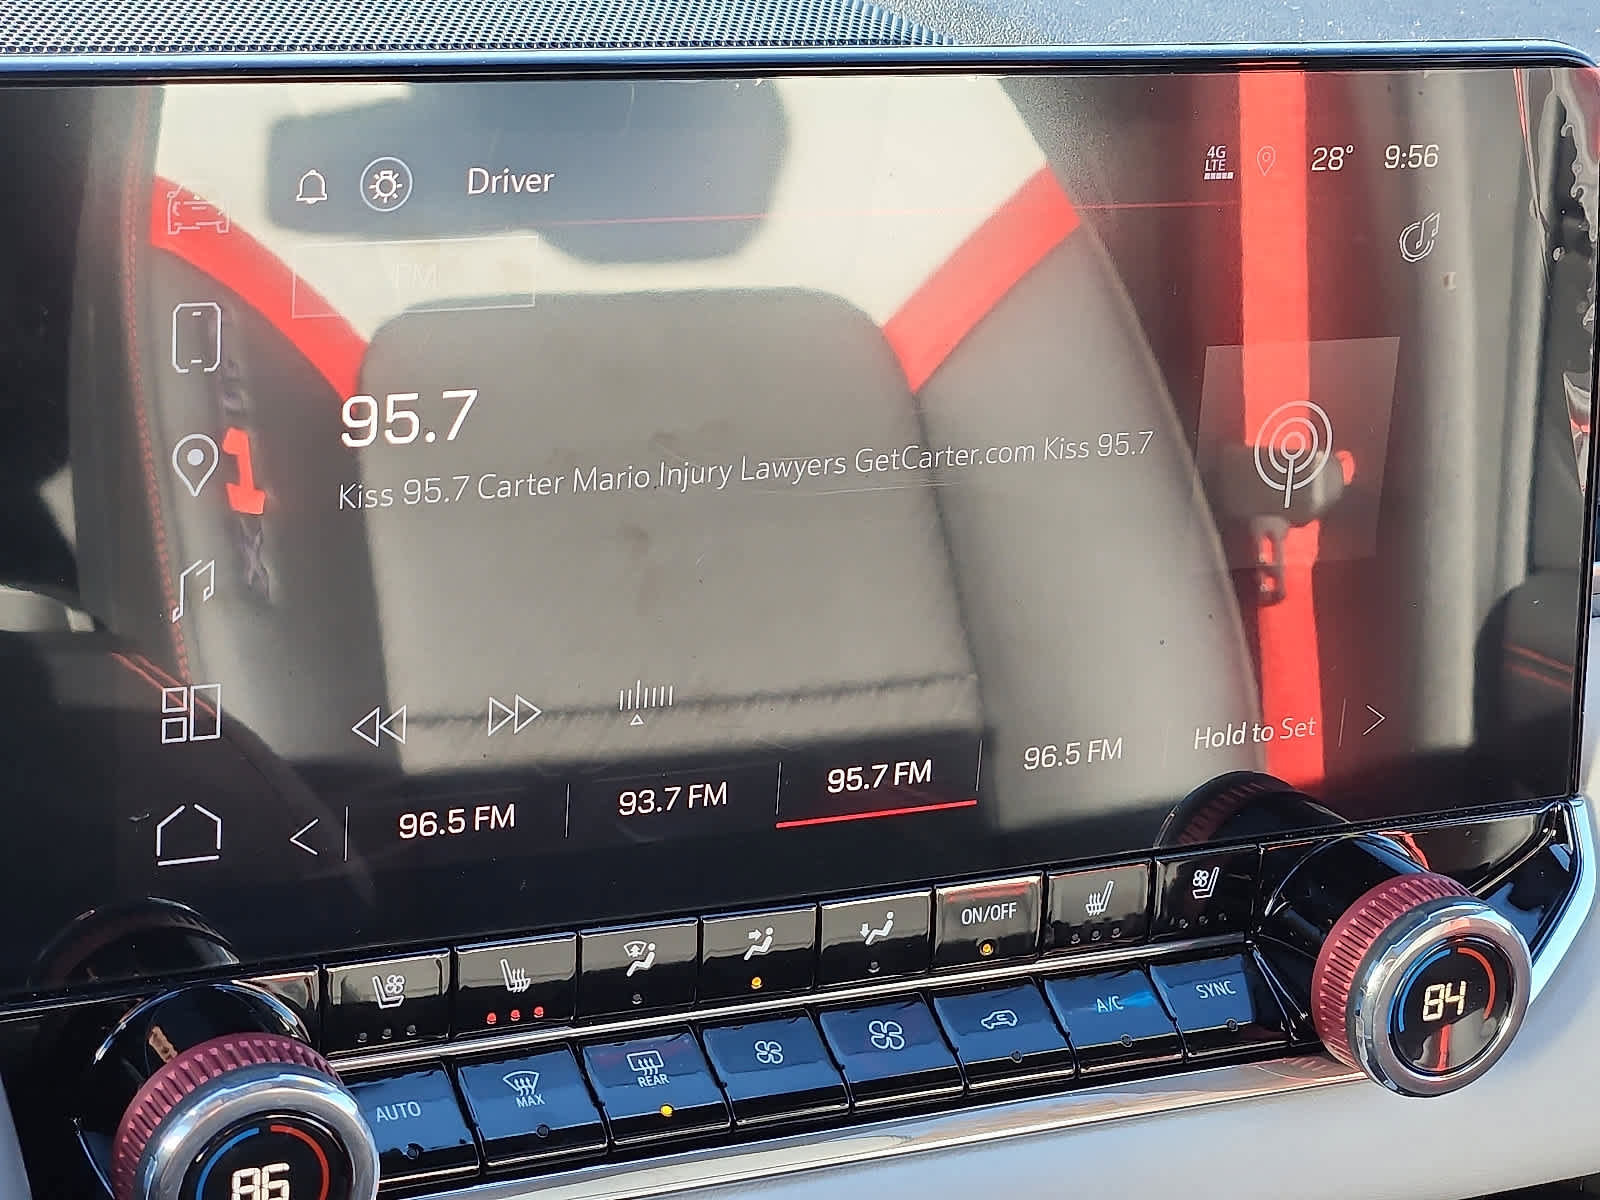 Driver
4G
LTE
28°
9:56
FM
95.7
Kiss 95.7 Carter Mario Injury Lawyers GetCarter.com Kiss 95.7
96.5 FM
93.7 FM
95.7 FM
96.5 FM
Hold to Set
ON/OFF
AUTO
MAX
REAR
A/C
SYNC
86
84